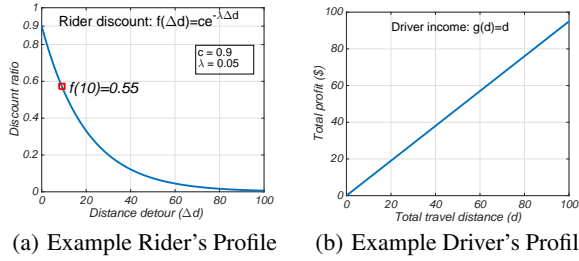 Rider discount: f(Δd)=ce^-λΔd
c = 0.9
λ = 0.05
f(10)=0.55
Discount ratio
1
0.8
0.6
0.4
0.2
0
0 20 40 60 80 100
Distance detour (Δd)
(a) Example Rider's Profile
Driver income: g(d)=d
Total profit ($)
100
80
60
40
20
0
0 20 40 60 80 100
Total travel distance (d)
(b) Example Driver's Profil